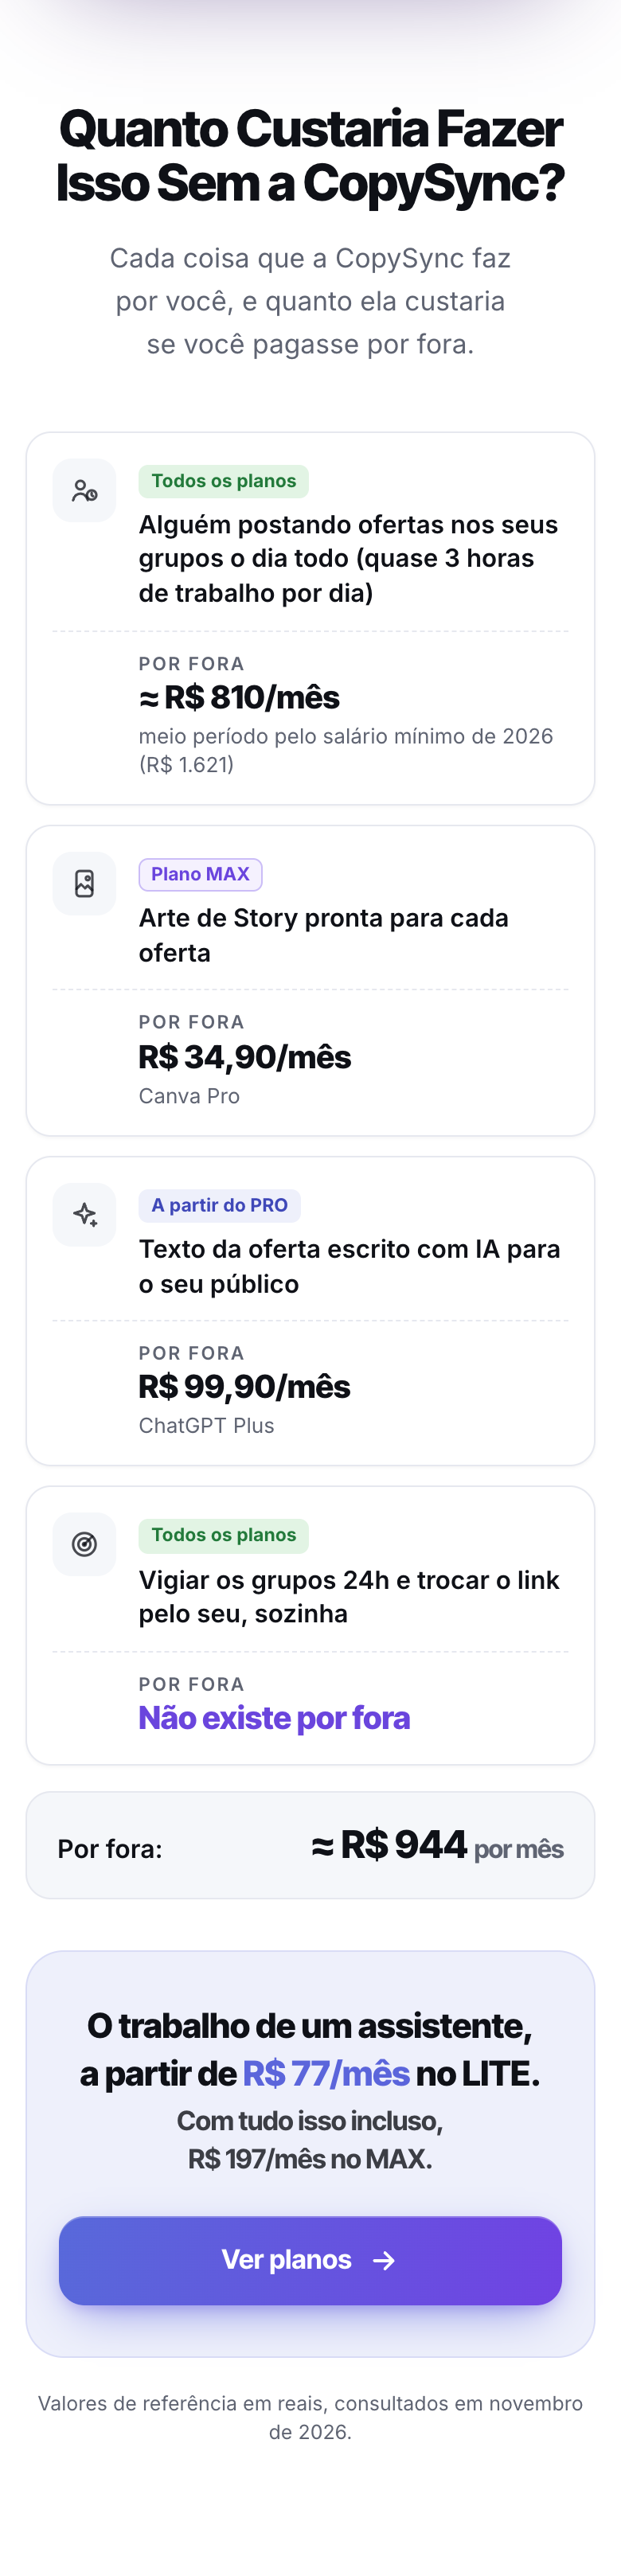 Quanto Custaria Fazer
Isso Sem a CopySync?
Cada coisa que a CopySync faz
por você, e quanto ela custaria
se você pagasse por fora.
Todos os planos
Alguém postando ofertas nos seus
grupos o dia todo (quase 3 horas
de trabalho por dia)
POR FORA
≈ R$ 810/mês
meio período pelo salário mínimo de 2026
(R$ 1.621)
Plano MAX
Arte de Story pronta para cada
oferta
POR FORA
R$ 34,90/mês
Canva Pro
A partir do PRO
Texto da oferta escrito com IA para
o seu público
POR FORA
R$ 99,90/mês
ChatGPT Plus
Todos os planos
Vigiar os grupos 24h e trocar o link
pelo seu, sozinha
POR FORA
Não existe por fora
Por fora: ≈ R$ 944 por mês
O trabalho de um assistente,
a partir de R$ 77/mês no LITE.
Com tudo isso incluso,
R$ 197/mês no MAX.
Ver planos →
Valores de referência em reais, consultados em novembro
de 2026.